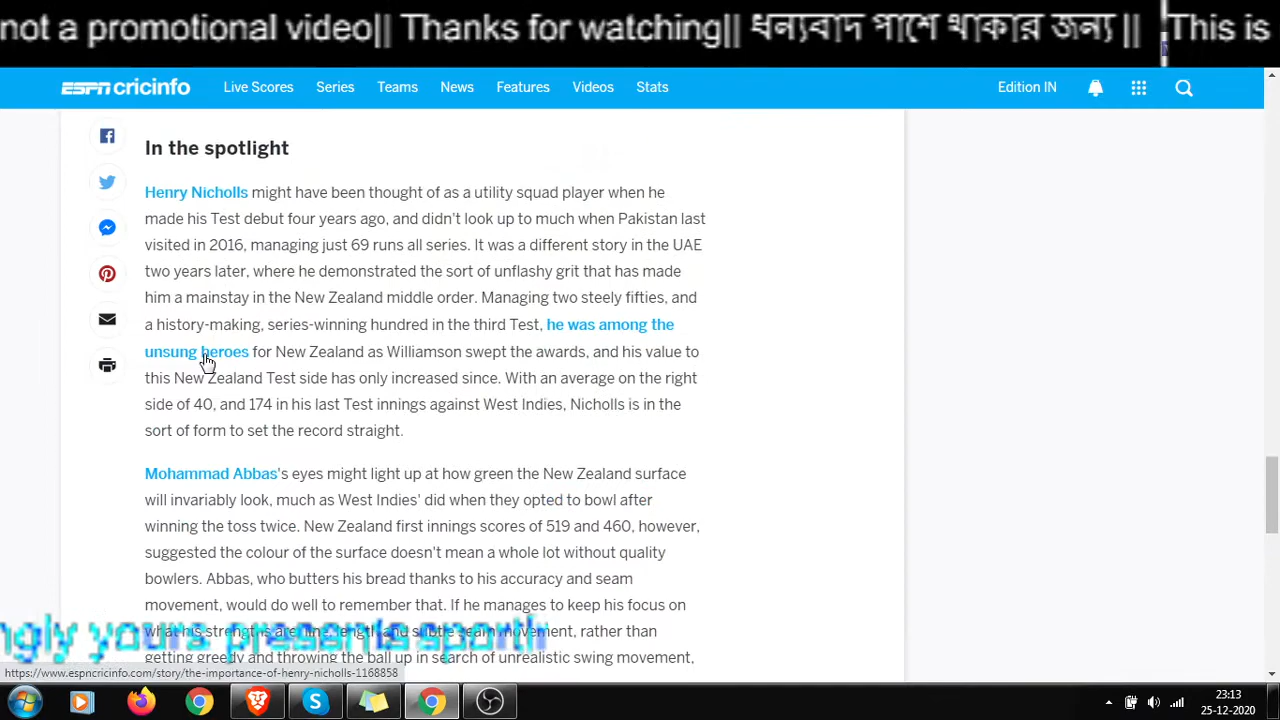 not a promotional video|| Thanks for watching|| ধন্যবাদ পাশে থাকার জন্য || This is
ESPN cricinfo Live Scores Series Teams News Features Videos Stats Edition IN
In the spotlight
Henry Nicholls might have been thought of as a utility squad player when he
made his Test debut four years ago, and didn't look up to much when Pakistan last
visited in 2016, managing just 69 runs all series. It was a different story in the UAE
two years later, where he demonstrated the sort of unflashy grit that has made
him a mainstay in the New Zealand middle order. Managing two steely fifties, and
a history-making, series-winning hundred in the third Test, he was among the
unsung heroes for New Zealand as Williamson swept the awards, and his value to
this New Zealand Test side has only increased since. With an average on the right
side of 40, and 174 in his last Test innings against West Indies, Nicholls is in the
sort of form to set the record straight.
Mohammad Abbas's eyes might light up at how green the New Zealand surface
will invariably look, much as West Indies' did when they opted to bowl after
winning the toss twice. New Zealand first innings scores of 519 and 460, however,
suggested the colour of the surface doesn't mean a whole lot without quality
bowlers. Abbas, who butters his bread thanks to his accuracy and seam
movement, would do well to remember that. If he manages to keep his focus on
what his strengths are, line, length and subtle seam movement, rather than
ngly yours presents sporth
getting greedy and throwing the ball up in search of unrealistic swing movement,
https://www.espncricinfo.com/story/the-importance-of-henry-nicholls-1168858
23:13
25-12-2020